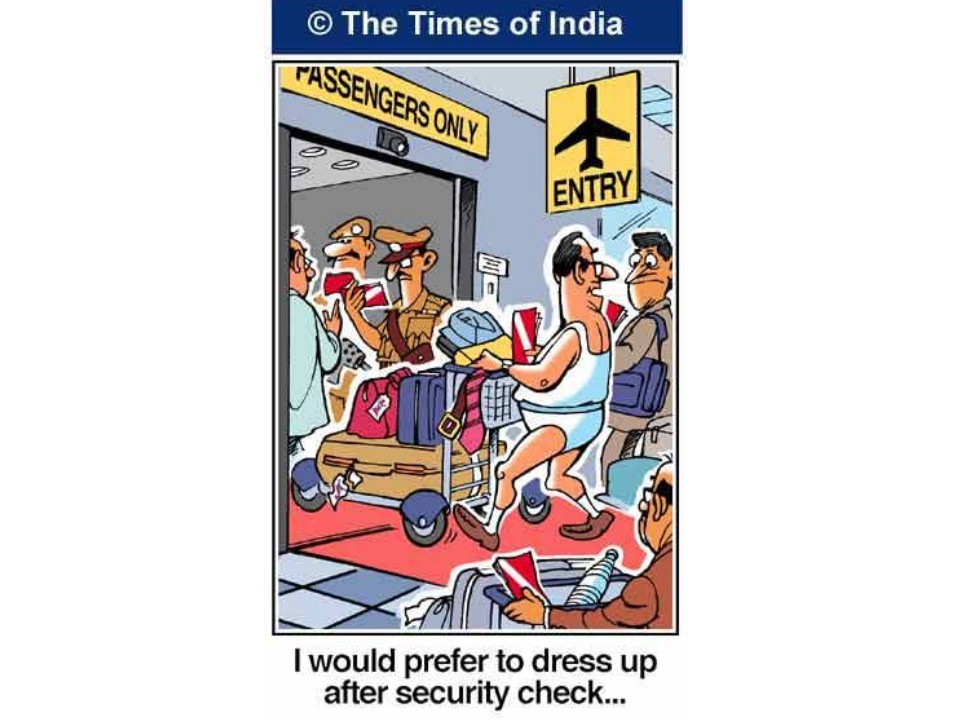 © The Times of India
PASSENGERS ONLY
ENTRY
I would prefer to dress up
after security check...